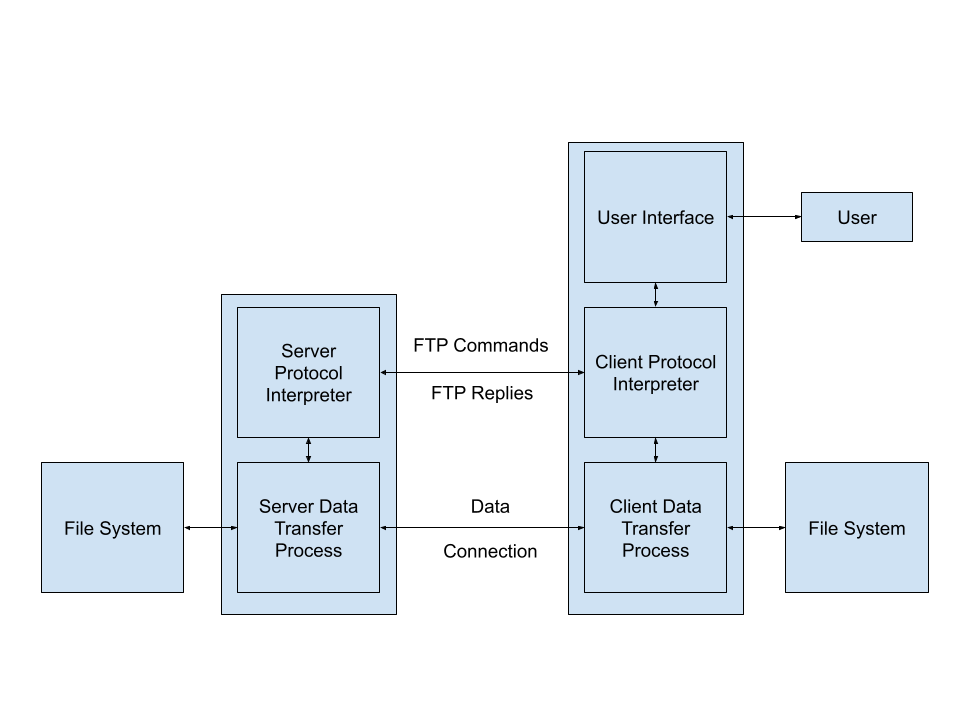 User Interface
User
Server
Protocol
Interpreter
FTP Commands
FTP Replies
Client Protocol
Interpreter
File System
Server Data
Transfer
Process
Data
Connection
Client Data
Transfer
Process
File System